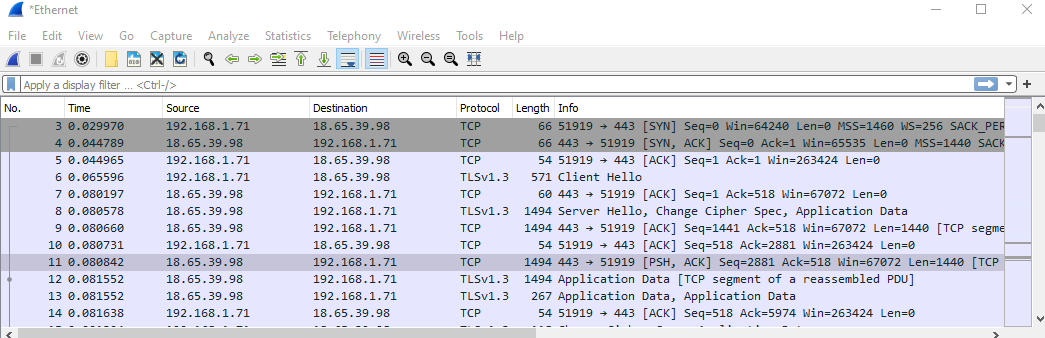 *Ethernet
File Edit View Go Capture Analyze Statistics Telephony Wireless Tools Help
Apply a display filter ... <Ctrl-/>
No. Time Source Destination Protocol Length Info
3 0.029970 192.168.1.71 18.65.39.98 TCP 66 51919 → 443 [SYN] Seq=0 Win=64240 Len=0 MSS=1460 WS=256 SACK_PER
4 0.044789 18.65.39.98 192.168.1.71 TCP 66 443 → 51919 [SYN, ACK] Seq=0 Ack=1 Win=65535 Len=0 MSS=1440 SACK
5 0.044965 192.168.1.71 18.65.39.98 TCP 54 51919 → 443 [ACK] Seq=1 Ack=1 Win=263424 Len=0
6 0.065596 192.168.1.71 18.65.39.98 TLSv1.3 571 Client Hello
7 0.080197 18.65.39.98 192.168.1.71 TCP 60 443 → 51919 [ACK] Seq=1 Ack=518 Win=67072 Len=0
8 0.080578 18.65.39.98 192.168.1.71 TLSv1.3 1494 Server Hello, Change Cipher Spec, Application Data
9 0.080660 18.65.39.98 192.168.1.71 TCP 1494 443 → 51919 [ACK] Seq=1441 Ack=518 Win=67072 Len=1440 [TCP segme
10 0.080731 192.168.1.71 18.65.39.98 TCP 54 51919 → 443 [ACK] Seq=518 Ack=2881 Win=263424 Len=0
11 0.080842 18.65.39.98 192.168.1.71 TCP 1494 443 → 51919 [PSH, ACK] Seq=2881 Ack=518 Win=67072 Len=1440 [TCP
12 0.081552 18.65.39.98 192.168.1.71 TLSv1.3 1494 Application Data [TCP segment of a reassembled PDU]
13 0.081552 18.65.39.98 192.168.1.71 TLSv1.3 267 Application Data, Application Data
14 0.081638 192.168.1.71 18.65.39.98 TCP 54 51919 → 443 [ACK] Seq=518 Ack=5974 Win=263424 Len=0